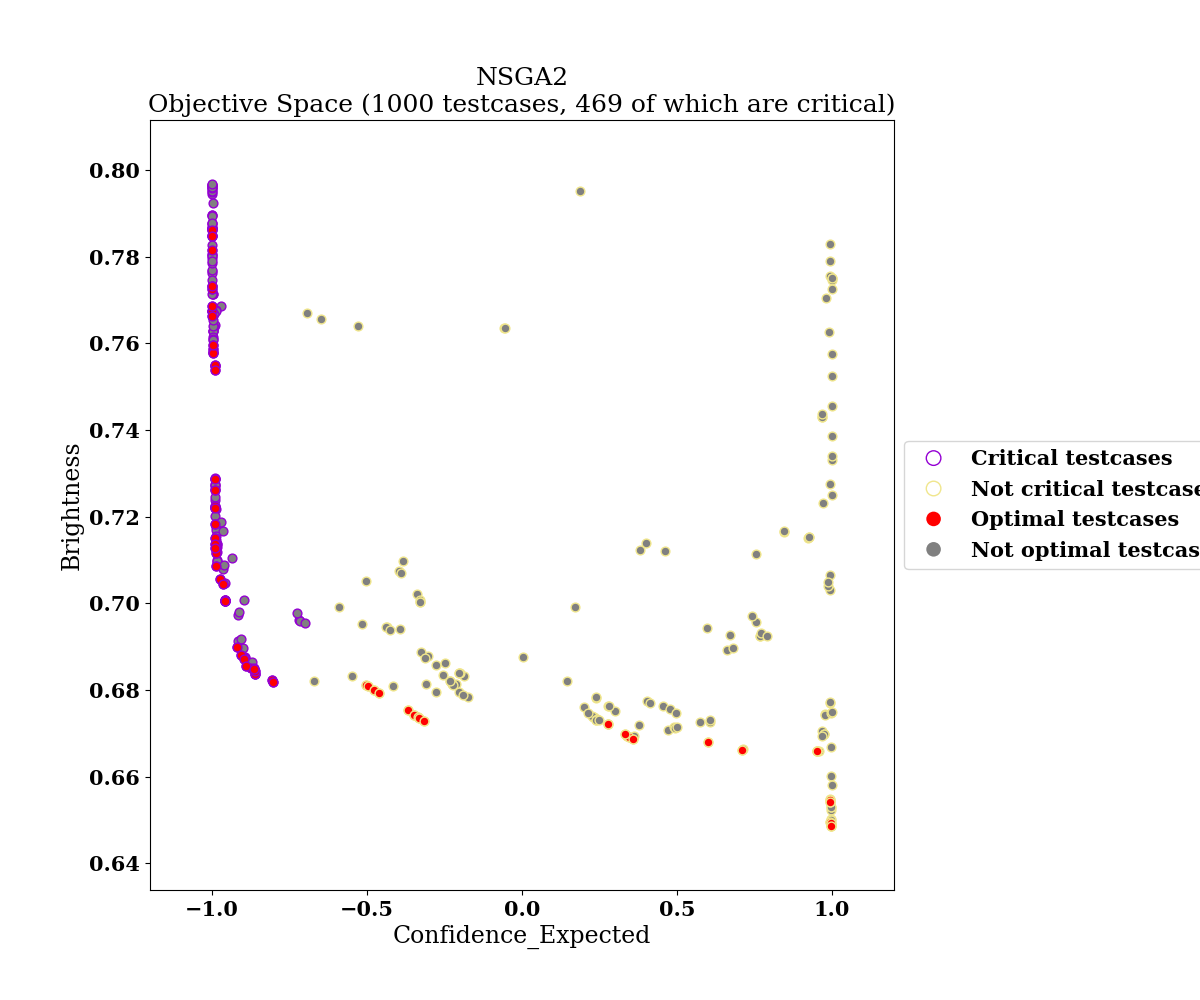 NSGA2
Objective Space (1000 testcases, 469 of which are critical)
0.80
0.78
0.76
0.74
0.72
0.70
0.68
0.66
0.64
Brightness
−1.0 −0.5 0.0 0.5 1.0
Confidence_Expected
Critical testcases
Not critical testcase
Optimal testcases
Not optimal testcas